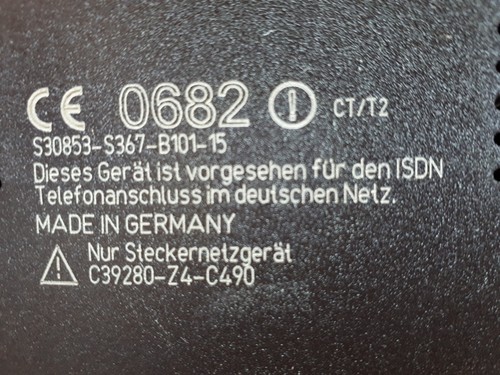 CE 0682 CT/T2
S30853-S367-B101-15
Dieses Gerät ist vorgesehen für den ISDN
Telefonanschluss im deutschen Netz.
MADE IN GERMANY
Nur Steckernetzgerät
C39280-Z4-C490